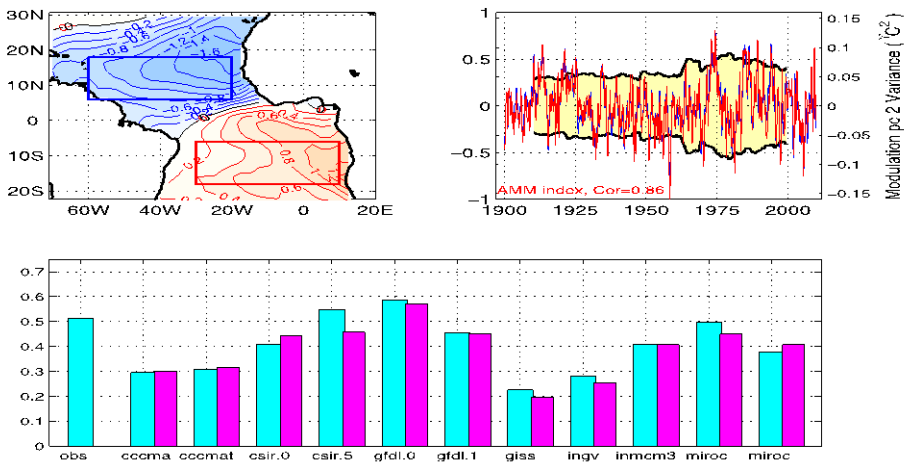 30N
20N
10N
0
10S
20S
60W 40W 20W 0 20E
1
0.5
0
-0.5
-1
0.15
0.1
0.05
0
-0.05
-0.1
-0.15
Modulation pc 2 Variance (°C²)
AMM index, Cor=0.86
1900 1925 1950 1975 2000
0.7
0.6
0.5
0.4
0.3
0.2
0.1
0
obs cccma cccmat csir.0 csir.5 gfdl.0 gfdl.1 giss ingv inmcm3 miroc miroc